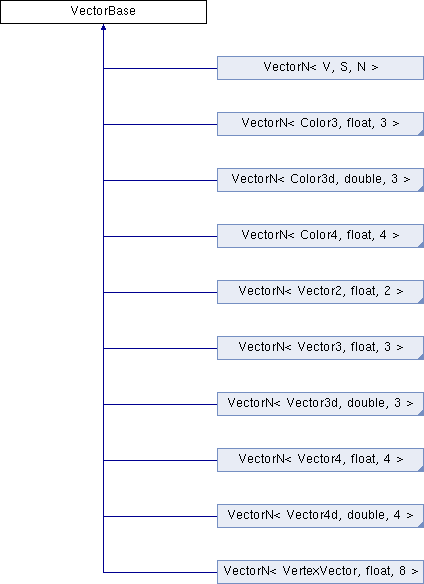 VectorBase
VectorN< V, S, N >
VectorN< Color3, float, 3 >
VectorN< Color3d, double, 3 >
VectorN< Color4, float, 4 >
VectorN< Vector2, float, 2 >
VectorN< Vector3, float, 3 >
VectorN< Vector3d, double, 3 >
VectorN< Vector4, float, 4 >
VectorN< Vector4d, double, 4 >
VectorN< VertexVector, float, 8 >